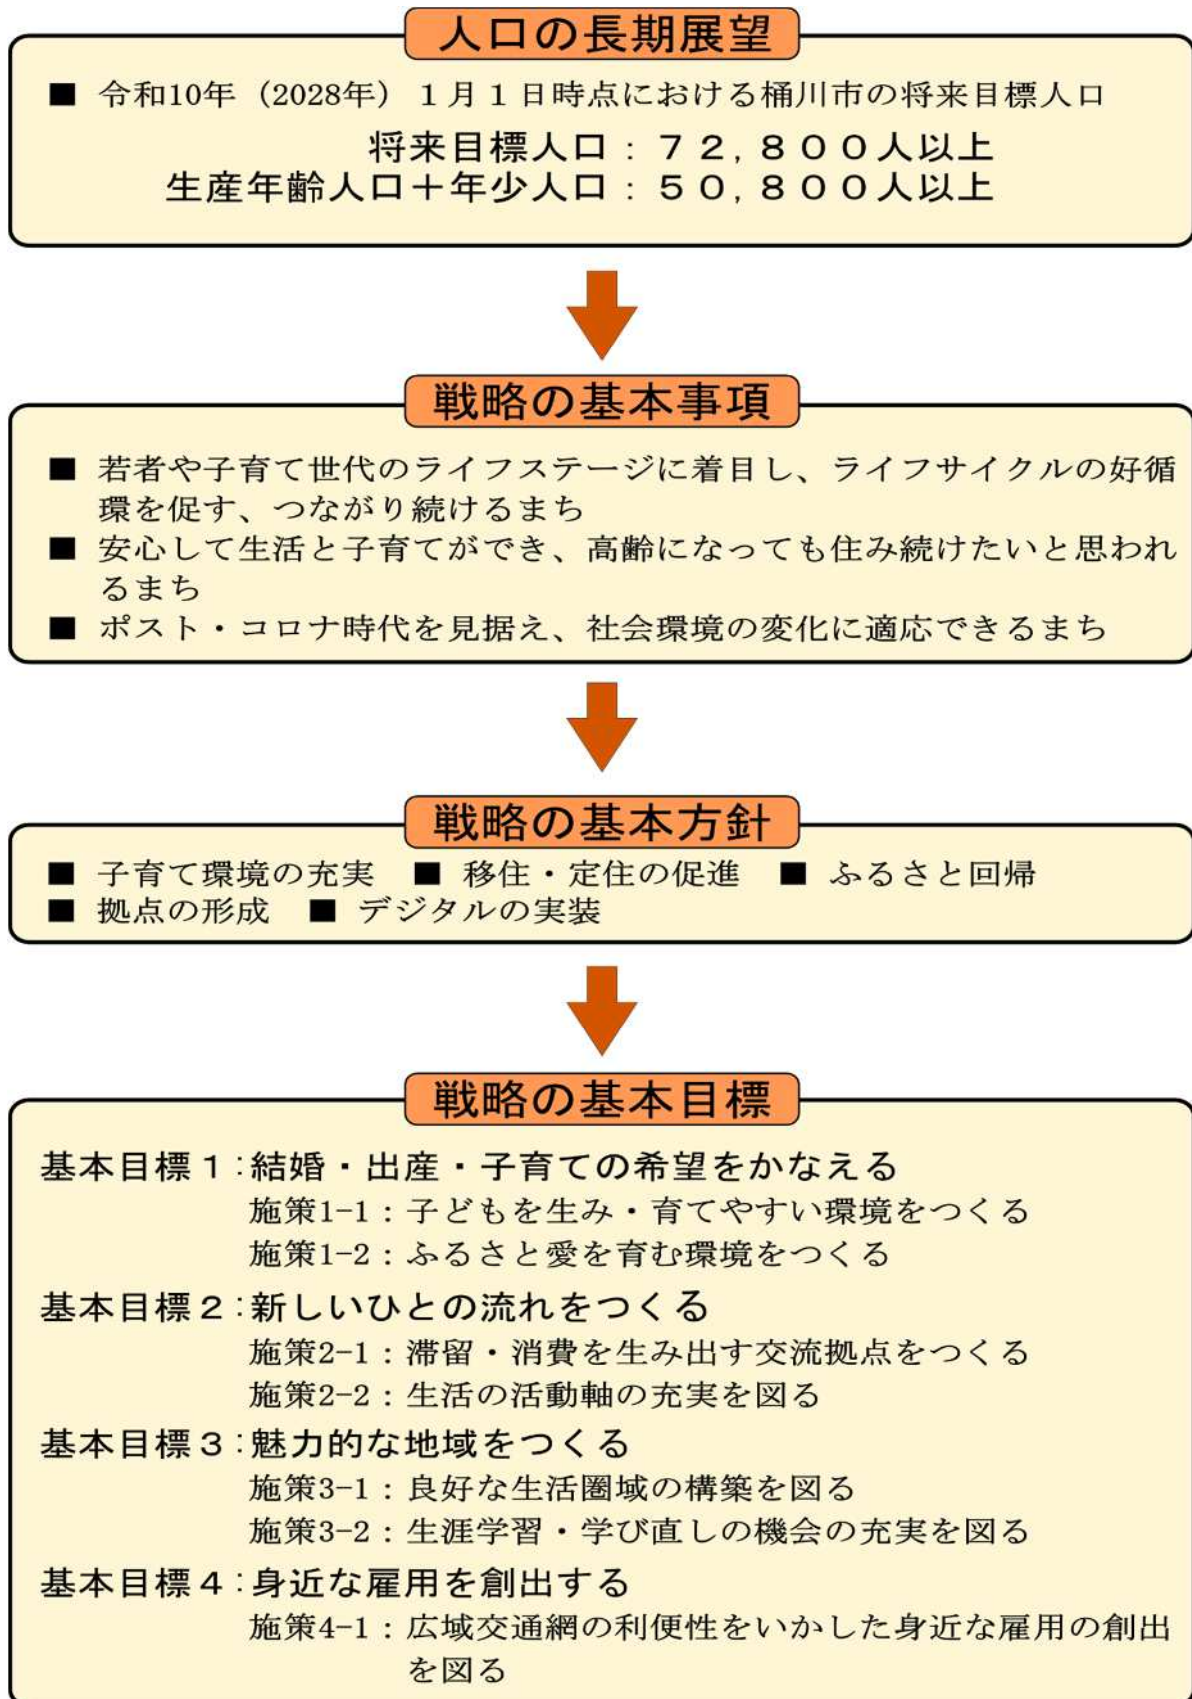 人口の長期展望
■ 令和10年（2028年）１月１日時点における桶川市の将来目標人口
将来目標人口：７２,８００人以上
生産年齢人口＋年少人口：５０,８００人以上
戦略の基本事項
■ 若者や子育て世代のライフステージに着目し、ライフサイクルの好循
環を促す、つながり続けるまち
■ 安心して生活と子育てができ、高齢になっても住み続けたいと思われ
るまち
■ ポスト・コロナ時代を見据え、社会環境の変化に適応できるまち
戦略の基本方針
■ 子育て環境の充実 ■ 移住・定住の促進 ■ ふるさと回帰
■ 拠点の形成 ■ デジタルの実装
戦略の基本目標
基本目標１：結婚・出産・子育ての希望をかなえる
施策1-1：子どもを生み・育てやすい環境をつくる
施策1-2：ふるさと愛を育む環境をつくる
基本目標２：新しいひとの流れをつくる
施策2-1：滞留・消費を生み出す交流拠点をつくる
施策2-2：生活の活動軸の充実を図る
基本目標３：魅力的な地域をつくる
施策3-1：良好な生活圏域の構築を図る
施策3-2：生涯学習・学び直しの機会の充実を図る
基本目標４：身近な雇用を創出する
施策4-1：広域交通網の利便性をいかした身近な雇用の創出
を図る